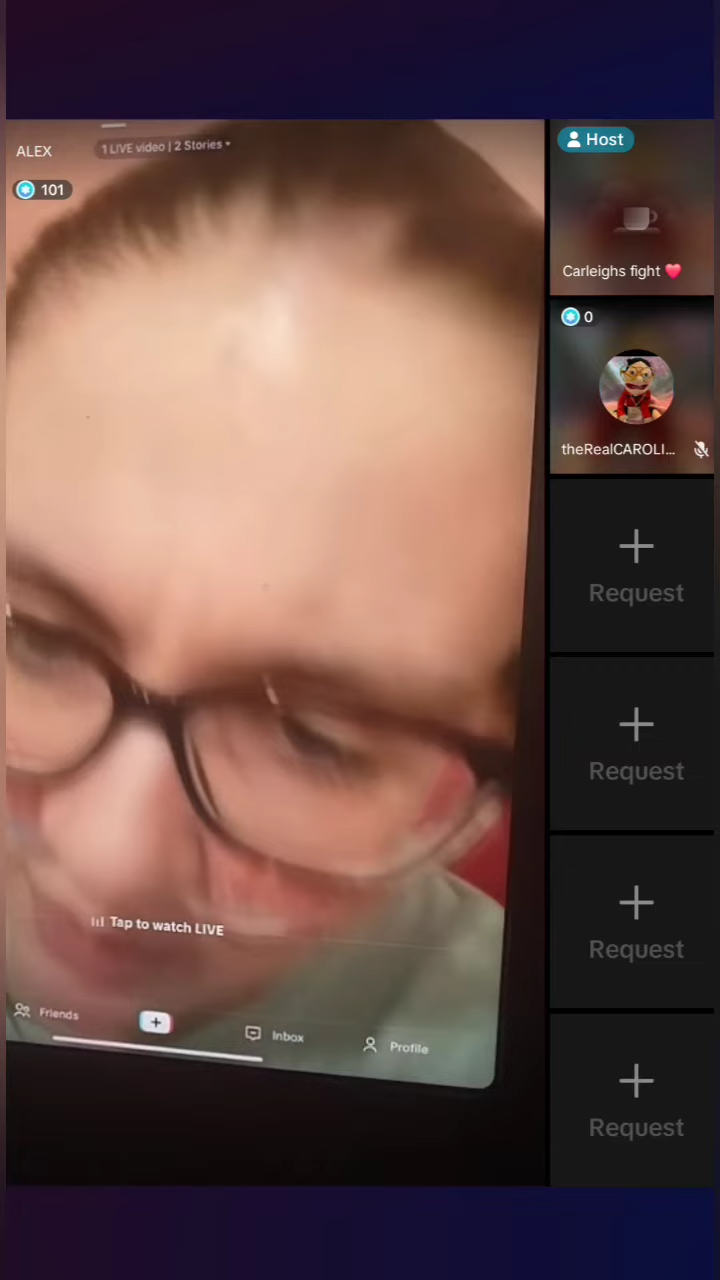 ALEX
1 LIVE video | 2 Stories
101
Tap to watch LIVE
Friends
Inbox
Profile
Host
Carleighs fight ❤️
0
theRealCAROLI...
Request
Request
Request
Request